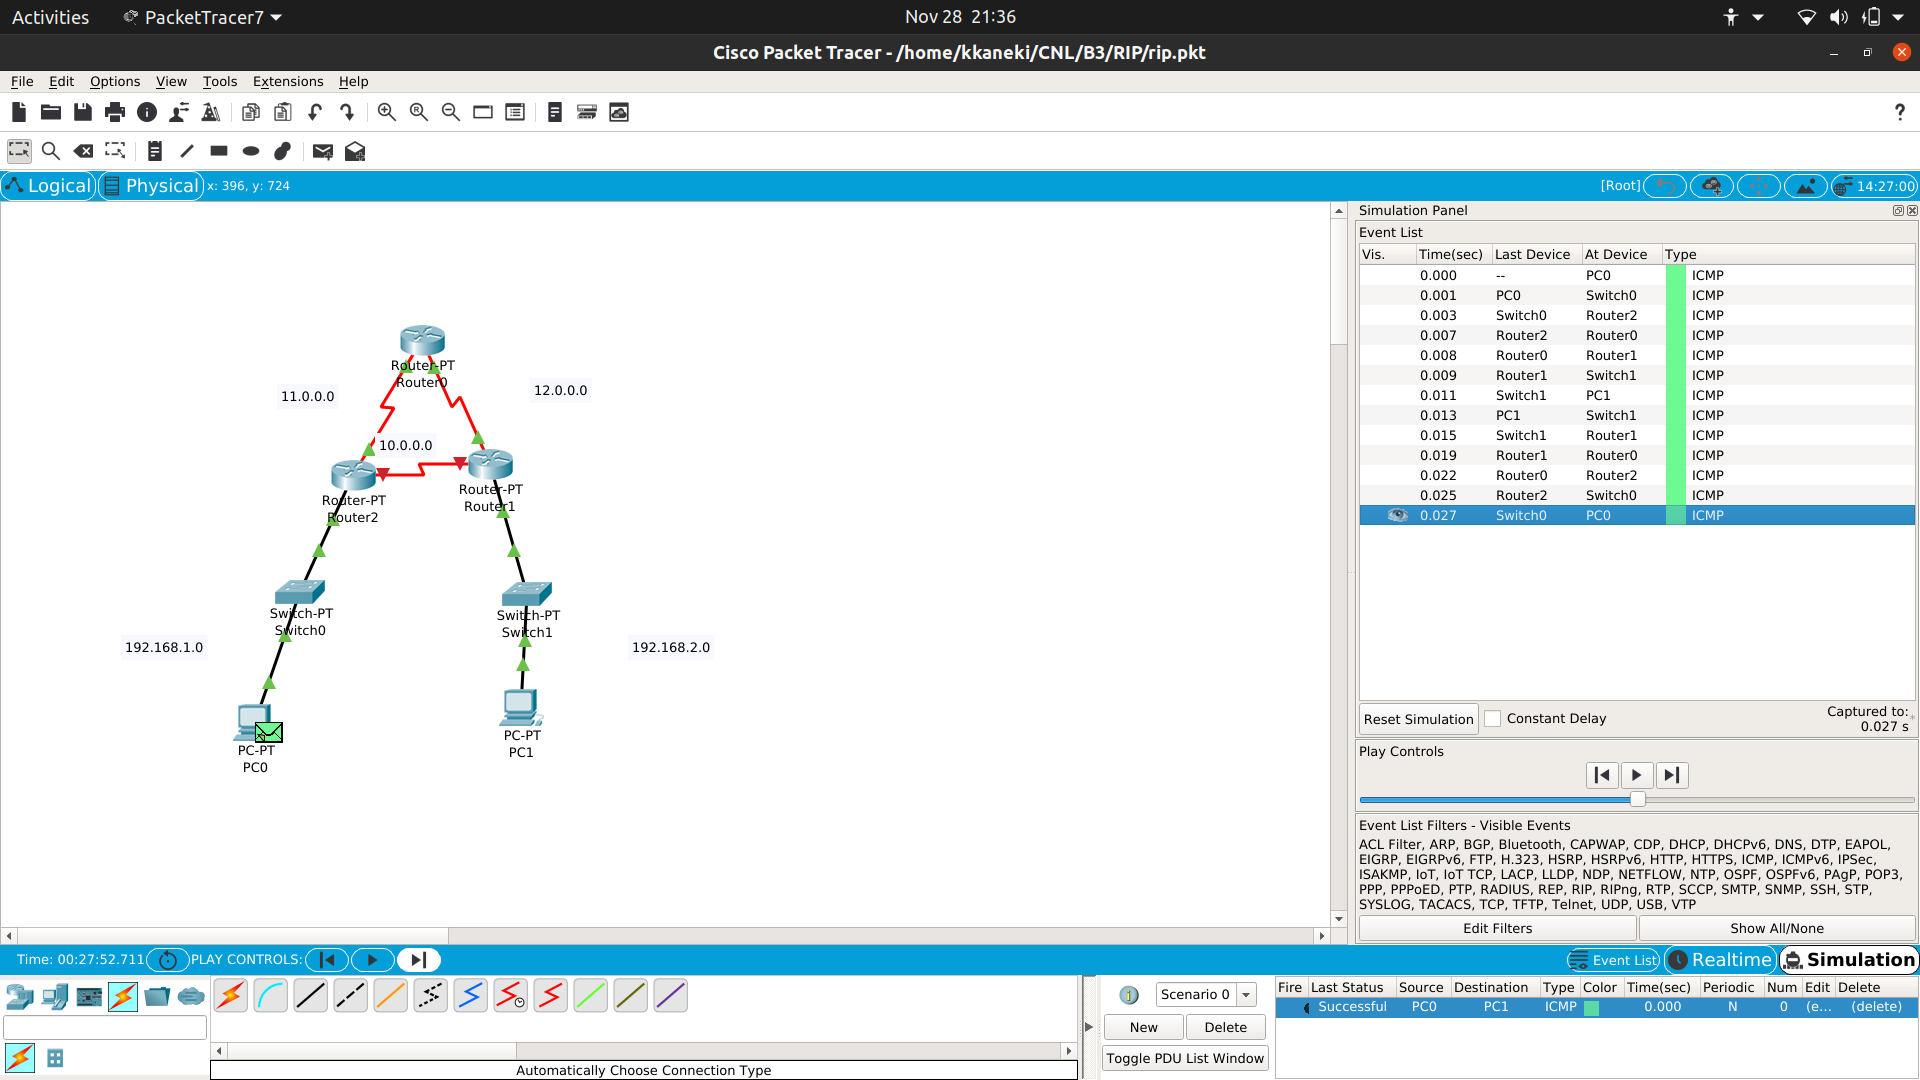 Activities PacketTracer7 Nov 28 21:36
Cisco Packet Tracer - /home/kkaneki/CNL/B3/RIP/rip.pkt
File Edit Options View Tools Extensions Help
?
Logical Physical x: 396, y: 724 [Root] 14:27:00
Router-PT
Router0
11.0.0.0
12.0.0.0
10.0.0.0
Router-PT
Router2
Router-PT
Router1
Switch-PT
Switch0
Switch-PT
Switch1
192.168.1.0
192.168.2.0
PC-PT
PC0
PC-PT
PC1
Simulation Panel
Event List
Vis. Time(sec) Last Device At Device Type
0.000 -- PC0 ICMP
0.001 PC0 Switch0 ICMP
0.003 Switch0 Router2 ICMP
0.007 Router2 Router0 ICMP
0.008 Router0 Router1 ICMP
0.009 Router1 Switch1 ICMP
0.011 Switch1 PC1 ICMP
0.013 PC1 Switch1 ICMP
0.015 Switch1 Router1 ICMP
0.019 Router1 Router0 ICMP
0.022 Router0 Router2 ICMP
0.025 Router2 Switch0 ICMP
0.027 Switch0 PC0 ICMP
Reset Simulation Constant Delay Captured to:
0.027 s
Play Controls
Event List Filters - Visible Events
ACL Filter, ARP, BGP, Bluetooth, CAPWAP, CDP, DHCP, DHCPv6, DNS, DTP, EAPOL,
EIGRP, EIGRPv6, FTP, H.323, HSRP, HSRPv6, HTTP, HTTPS, ICMP, ICMPv6, IPSec,
ISAKMP, IoT, IoT TCP, LACP, LLDP, NDP, NETFLOW, NTP, OSPF, OSPFv6, PAgP, POP3,
PPP, PPPoED, PTP, RADIUS, REP, RIP, RIPng, RTP, SCCP, SMTP, SNMP, SSH, STP,
SYSLOG, TACACS, TCP, TFTP, Telnet, UDP, USB, VTP
Edit Filters Show All/None
Time: 00:27:52.711 PLAY CONTROLS: Event List Realtime Simulation
Scenario 0
New Delete
Toggle PDU List Window
Fire Last Status Source Destination Type Color Time(sec) Periodic Num Edit Delete
Successful PC0 PC1 ICMP 0.000 N 0 (e... (delete)
Automatically Choose Connection Type